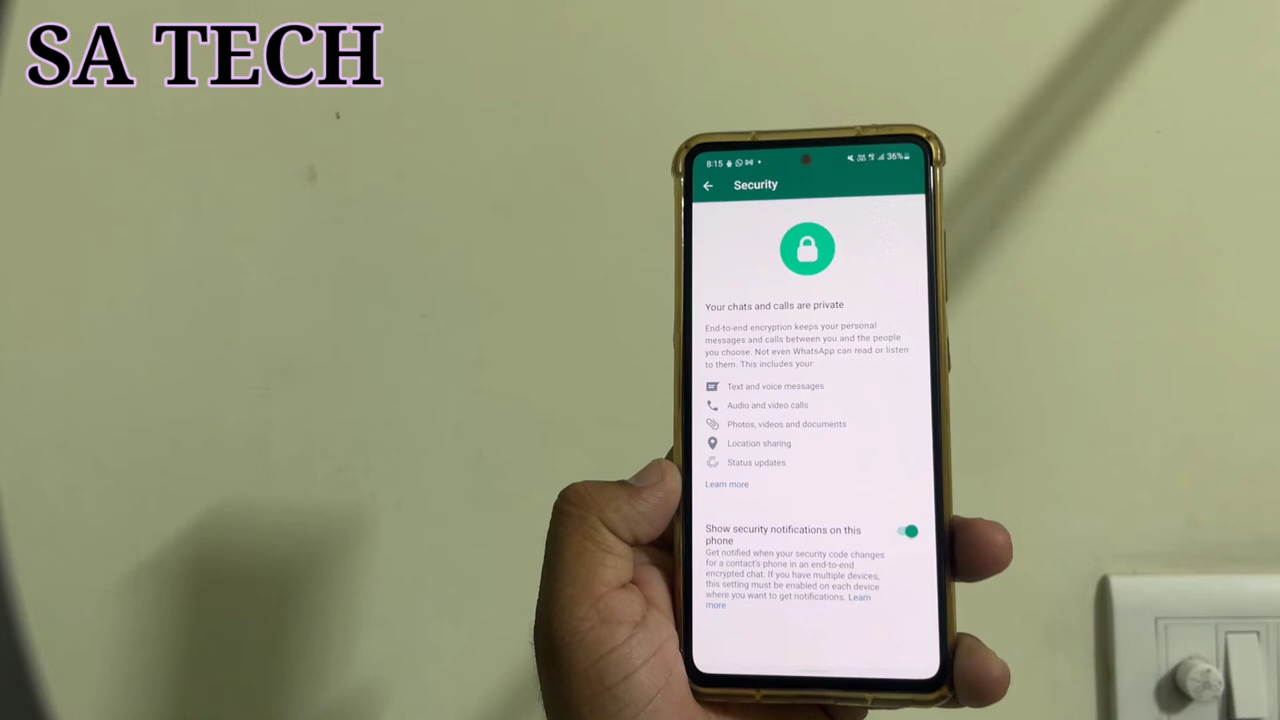 SA TECH
8:15
36%
Security
Your chats and calls are private
End-to-end encryption keeps your personal
messages and calls between you and the people
you choose. Not even WhatsApp can read or listen
to them. This includes your:
Text and voice messages
Audio and video calls
Photos, videos and documents
Location sharing
Status updates
Learn more
Show security notifications on this
phone
Get notified when your security code changes
for a contact's phone in an end-to-end
encrypted chat. If you have multiple devices,
this setting must be enabled on each device
where you want to get notifications. Learn
more